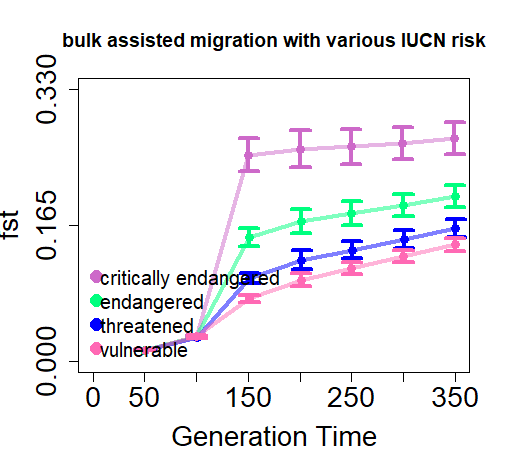 bulk assisted migration with various IUCN risk
0.330
0.165
0.000
fst
critically endangered
endangered
threatened
vulnerable
0 50 150 250 350
Generation Time